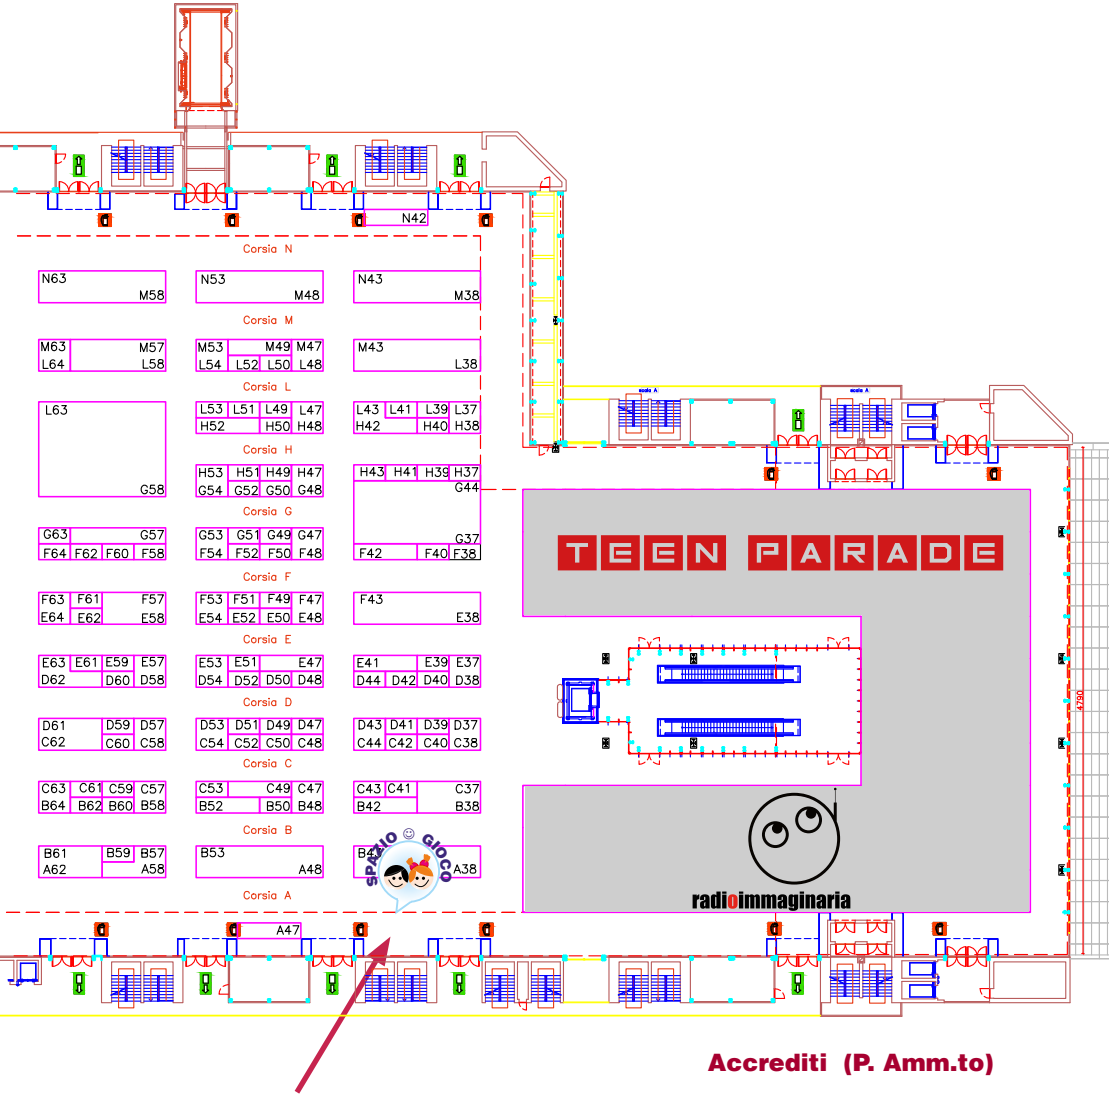 N42
Corsia N
N63 N53 N43
M58 M48 M38
Corsia M
M63 M57 M53 M49 M47 M43
L64 L58 L54 L52 L50 L48 L38
Corsia L
L63 L53 L51 L49 L47 L43 L41 L39 L37
H52 H50 H48 H42 H40 H38
Corsia H
H53 H51 H49 H47 H43 H41 H39 H37
G58 G54 G52 G50 G48 G44
Corsia G
G63 G57 G53 G51 G49 G47 G37
F64 F62 F60 F58 F54 F52 F50 F48 F42 F40 F38
Corsia F
F63 F61 F57 F53 F51 F49 F47 F43
E64 E62 E58 E54 E52 E50 E48 E38
Corsia E
E63 E61 E59 E57 E53 E51 E47 E41 E39 E37
D62 D60 D58 D54 D52 D50 D48 D44 D42 D40 D38
Corsia D
D61 D59 D57 D53 D51 D49 D47 D43 D41 D39 D37
C62 C60 C58 C54 C52 C50 C48 C44 C42 C40 C38
Corsia C
C63 C61 C59 C57 C53 C49 C47 C43 C41 C37
B64 B62 B60 B58 B52 B50 B48 B42 B38
Corsia B
B61 B59 B57 B53
A62 A58 A48 A38
SPAZIO GIOCO
Corsia A
A47
scala A
scala A
TEEN PARADE
4790
radioimmaginaria
Accrediti (P. Amm.to)